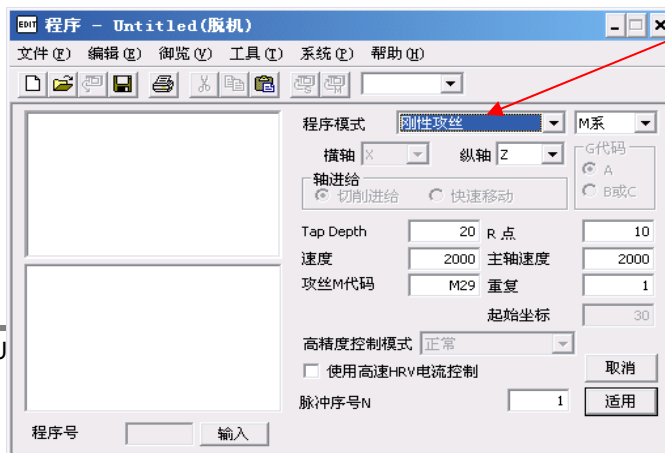 EDIT 程序 - Untitled(脱机)
文件(F) 编辑(E) 御览(V) 工具(T) 系统(P) 帮助(H)
程序模式 刚性攻丝 M系
横轴 X 纵轴 Z G代码
轴进给 A
切削进给 快速移动 B或C
Tap Depth 20 R 点 10
速度 2000 主轴速度 2000
攻丝M代码 M29 重复 1
起始坐标 30
U
高精度控制模式 正常
使用高速HRV电流控制 取消
脉冲序号N 1 适用
程序号 输入